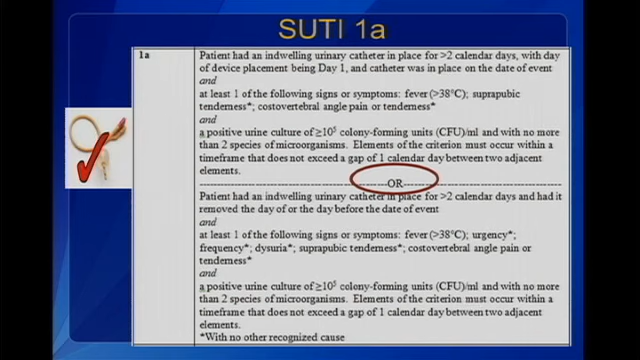 SUTI 1a
1a
Patient had an indwelling urinary catheter in place for >2 calendar days, with day
of device placement being Day 1, and catheter was in place on the date of event
and
at least 1 of the following signs or symptoms: fever (>38°C); suprapubic
tenderness*; costovertebral angle pain or tenderness*
and
a positive urine culture of ≥10⁵ colony-forming units (CFU)/ml and with no more
than 2 species of microorganisms. Elements of the criterion must occur within a
timeframe that does not exceed a gap of 1 calendar day between two adjacent
elements.
--------------------------------------OR--------------------------------------
Patient had an indwelling urinary catheter in place for >2 calendar days and had it
removed the day of or the day before the date of event
and
at least 1 of the following signs or symptoms: fever (>38°C); urgency*;
frequency*; dysuria*; suprapubic tenderness*; costovertebral angle pain or
tenderness*
and
a positive urine culture of ≥10⁵ colony-forming units (CFU)/ml and with no more
than 2 species of microorganisms. Elements of the criterion must occur within a
timeframe that does not exceed a gap of 1 calendar day between two adjacent
elements.
*With no other recognized cause